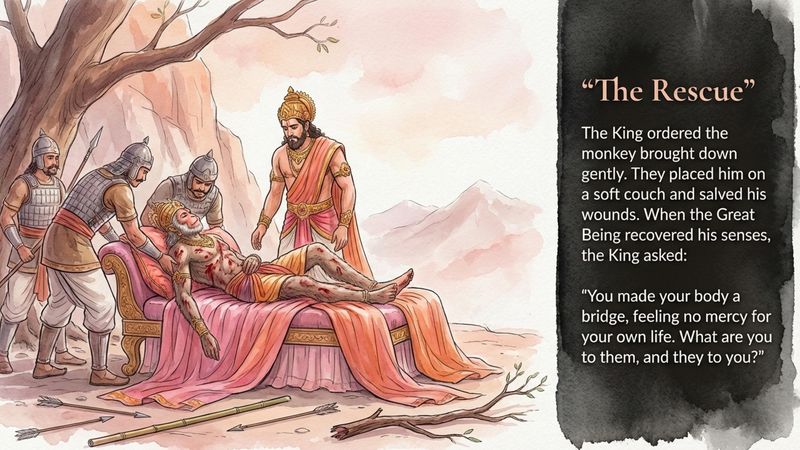 “The Rescue”
The King ordered the
monkey brought down
gently. They placed him on
a soft couch and salved his
wounds. When the Great
Being recovered his senses,
the King asked:
“You made your body a
bridge, feeling no mercy for
your own life. What are you
to them, and they to you?”